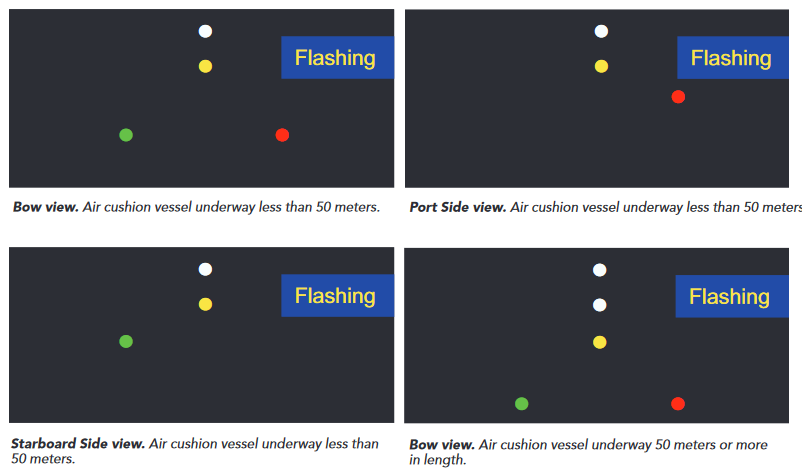 Flashing
Flashing
Bow view. Air cushion vessel underway less than 50 meters.
Port Side view. Air cushion vessel underway less than 50 meters
Flashing
Flashing
Starboard Side view. Air cushion vessel underway less than
50 meters.
Bow view. Air cushion vessel underway 50 meters or more
in length.